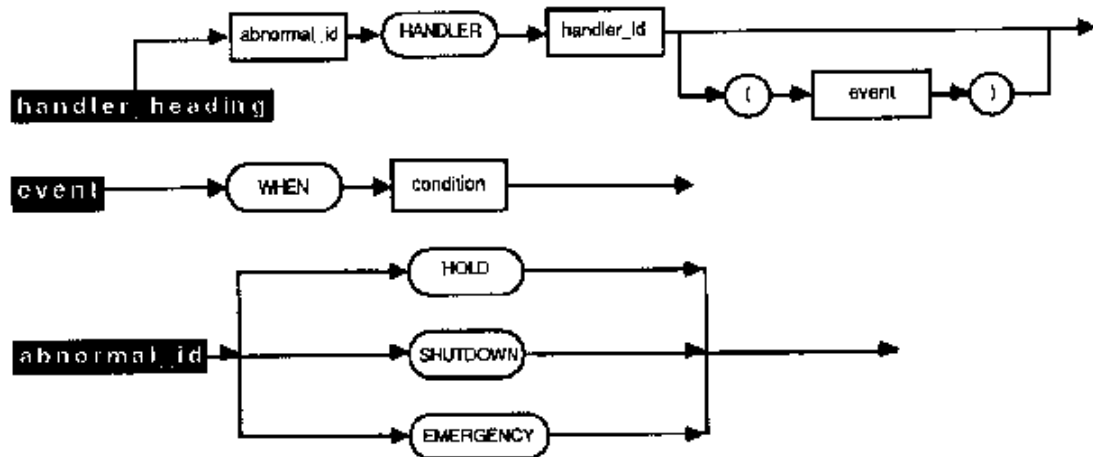 abnormal_id HANDLER handler_id
handler_heading ( event )
event WHEN condition
HOLD
abnormal_id SHUTDOWN
EMERGENCY